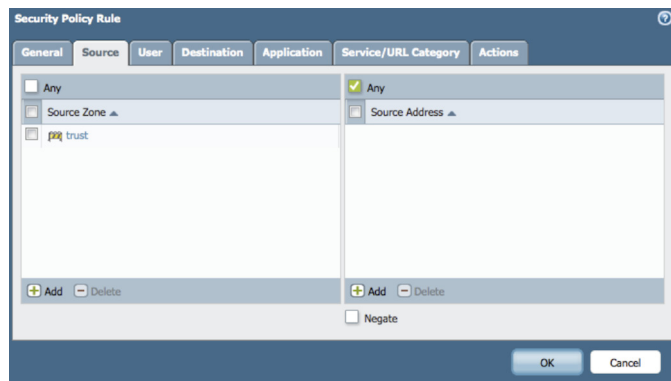 Security Policy Rule
General Source User Destination Application Service/URL Category Actions
Any
Source Zone
trust
Add Delete
Any
Source Address
Add Delete
Negate
OK Cancel